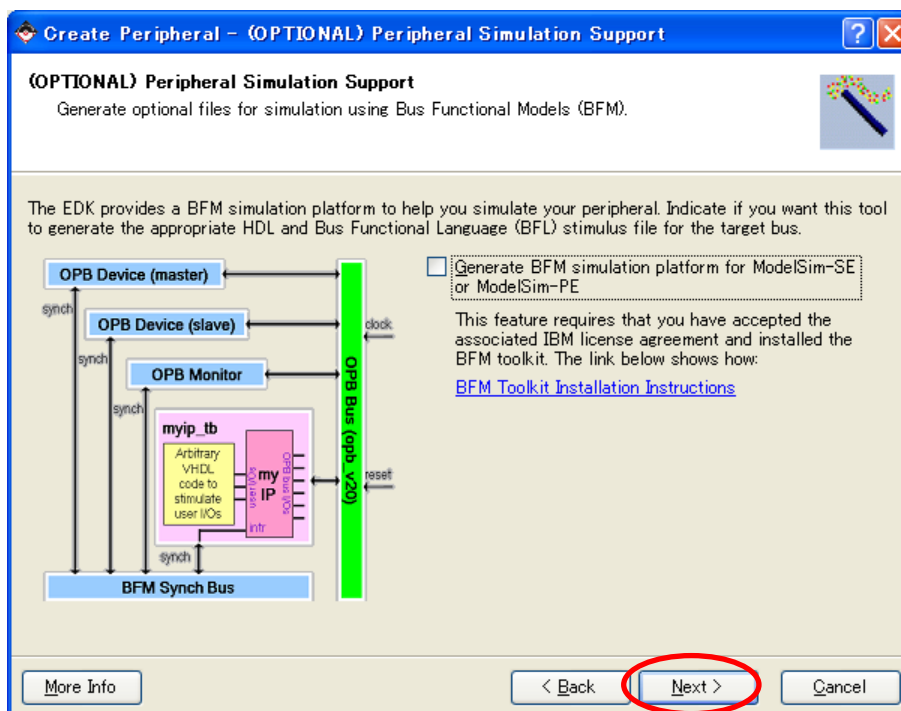 Create Peripheral - (OPTIONAL) Peripheral Simulation Support
(OPTIONAL) Peripheral Simulation Support
Generate optional files for simulation using Bus Functional Models (BFM).
The EDK provides a BFM simulation platform to help you simulate your peripheral. Indicate if you want this tool
to generate the appropriate HDL and Bus Functional Language (BFL) stimulus file for the target bus.
OPB Device (master)
synch
OPB Device (slave)
synch
OPB Monitor
synch
myip_tb
Arbitrary
VHDL
code to
stimulate
user I/Os
user I/Os
my
IP
OPB bus I/Os
intr
synch
BFM Synch Bus
OPB Bus (opb_v20)
clock
reset
Generate BFM simulation platform for ModelSim-SE
or ModelSim-PE
This feature requires that you have accepted the
associated IBM license agreement and installed the
BFM toolkit. The link below shows how:
BFM Toolkit Installation Instructions
More Info
< Back
Next >
Cancel